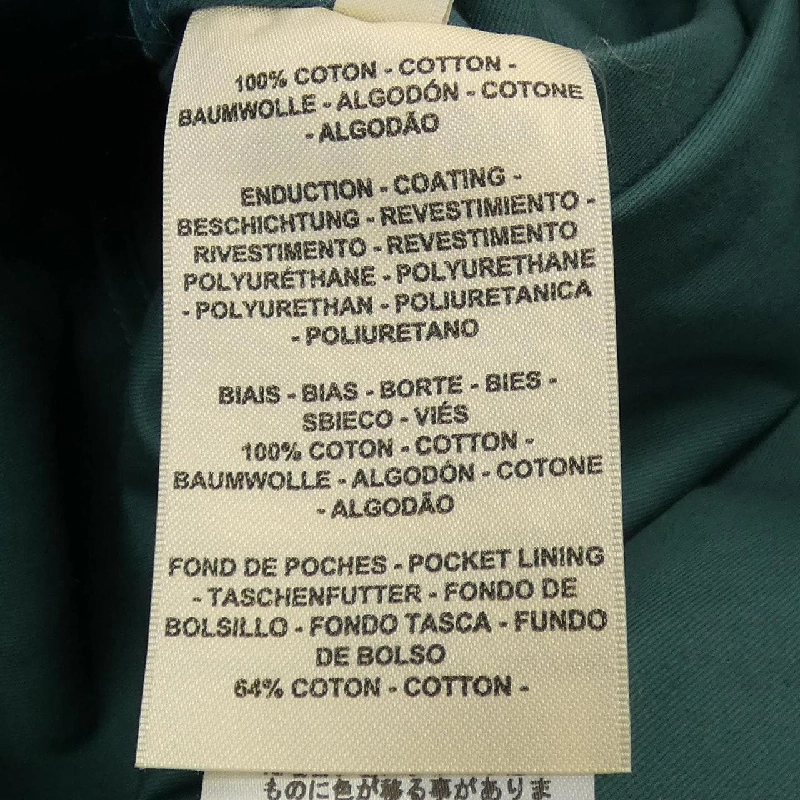 100% COTON - COTTON -
BAUMWOLLE - ALGODÓN - COTONE
- ALGODÃO
ENDUCTION - COATING -
BESCHICHTUNG - REVESTIMIENTO -
RIVESTIMENTO - REVESTIMENTO
POLYURÉTHANE - POLYURETHANE
- POLYURETHAN - POLIURETANICA
- POLIURETANO
BIAIS - BIAS - BORTE - BIES -
SBIECO - VIÉS
100% COTON - COTTON -
BAUMWOLLE - ALGODÓN - COTONE
- ALGODÃO
FOND DE POCHES - POCKET LINING
- TASCHENFUTTER - FONDO DE
BOLSILLO - FONDO TASCA - FUNDO
DE BOLSO
64% COTON - COTTON -
ものに色が移る事がありま